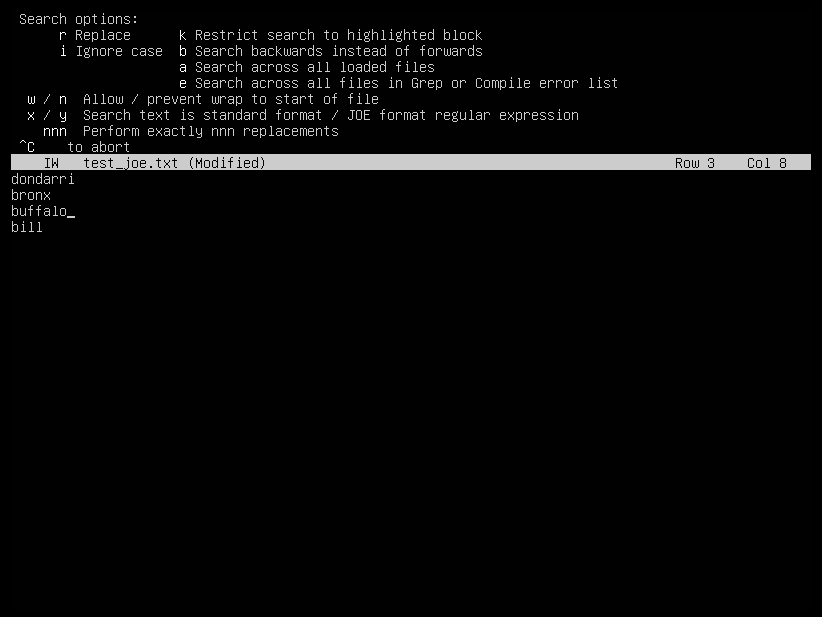 Search options:
r Replace k Restrict search to highlighted block
i Ignore case b Search backwards instead of forwards
a Search across all loaded files
e Search across all files in Grep or Compile error list
w / n Allow / prevent wrap to start of file
x / y Search text is standard format / JOE format regular expression
nnn Perform exactly nnn replacements
^C to abort
IW test_joe.txt (Modified) Row 3 Col 8
dondarri
bronx
buffalo_
bill